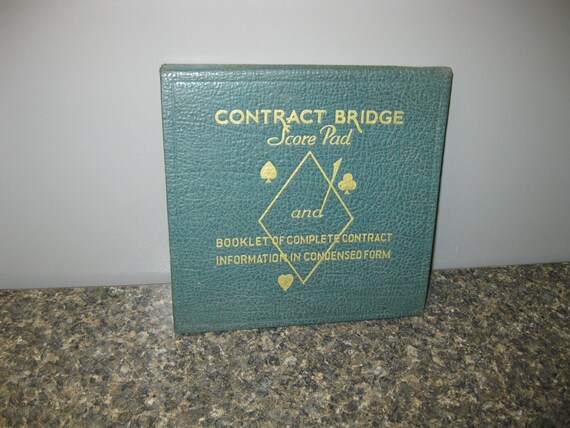 CONTRACT BRIDGE
Score Pad
and
BOOKLET OF COMPLETE CONTRACT
INFORMATION IN CONDENSED FORM